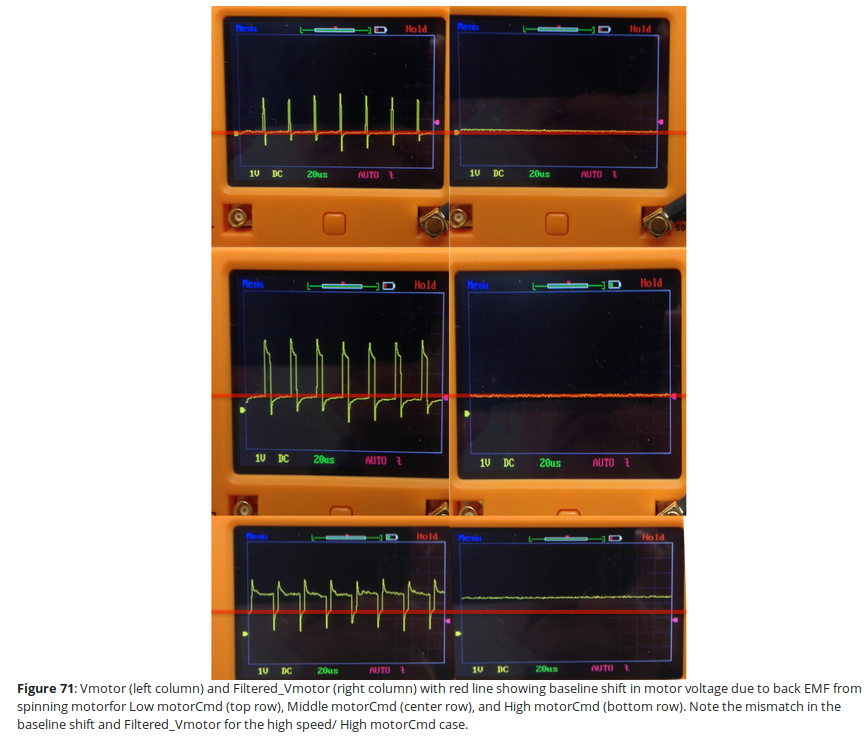 Menu Hold
1V DC 20us AUTO
Menu Hold
1V DC 20us AUTO
50
Menu Hold
1V DC 20us AUTO
Menu Hold
1V DC 20us AUTO
Menu Hold
1V DC 20us AUTO
Menu Hold
1V DC 20us AUTO
Figure 71: Vmotor (left column) and Filtered_Vmotor (right column) with red line showing baseline shift in motor voltage due to back EMF from
spinning motorfor Low motorCmd (top row), Middle motorCmd (center row), and High motorCmd (bottom row). Note the mismatch in the
baseline shift and Filtered_Vmotor for the high speed/ High motorCmd case.